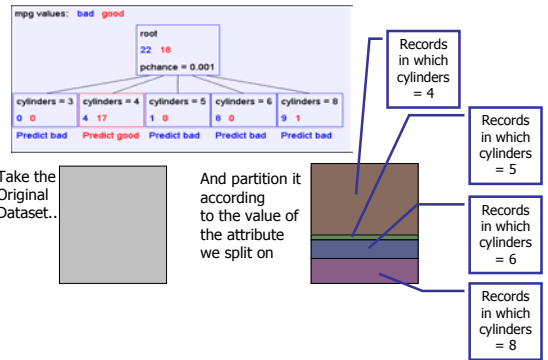 mpg values: bad good
root
22 18
pchance = 0.001
cylinders = 3 cylinders = 4 cylinders = 5 cylinders = 6 cylinders = 8
0 0 4 17 1 0 8 0 9 1
Predict bad Predict good Predict bad Predict bad Predict bad
Take the
Original
Dataset..
And partition it
according
to the value of
the attribute
we split on
Records
in which
cylinders
= 4
Records
in which
cylinders
= 5
Records
in which
cylinders
= 6
Records
in which
cylinders
= 8